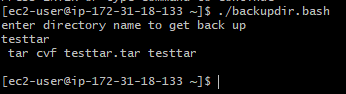 [ec2-user@ip-172-31-18-133 ~]$ ./backupdir.bash
enter directory name to get back up
testtar
 tar cvf testtar.tar testtar

[ec2-user@ip-172-31-18-133 ~]$